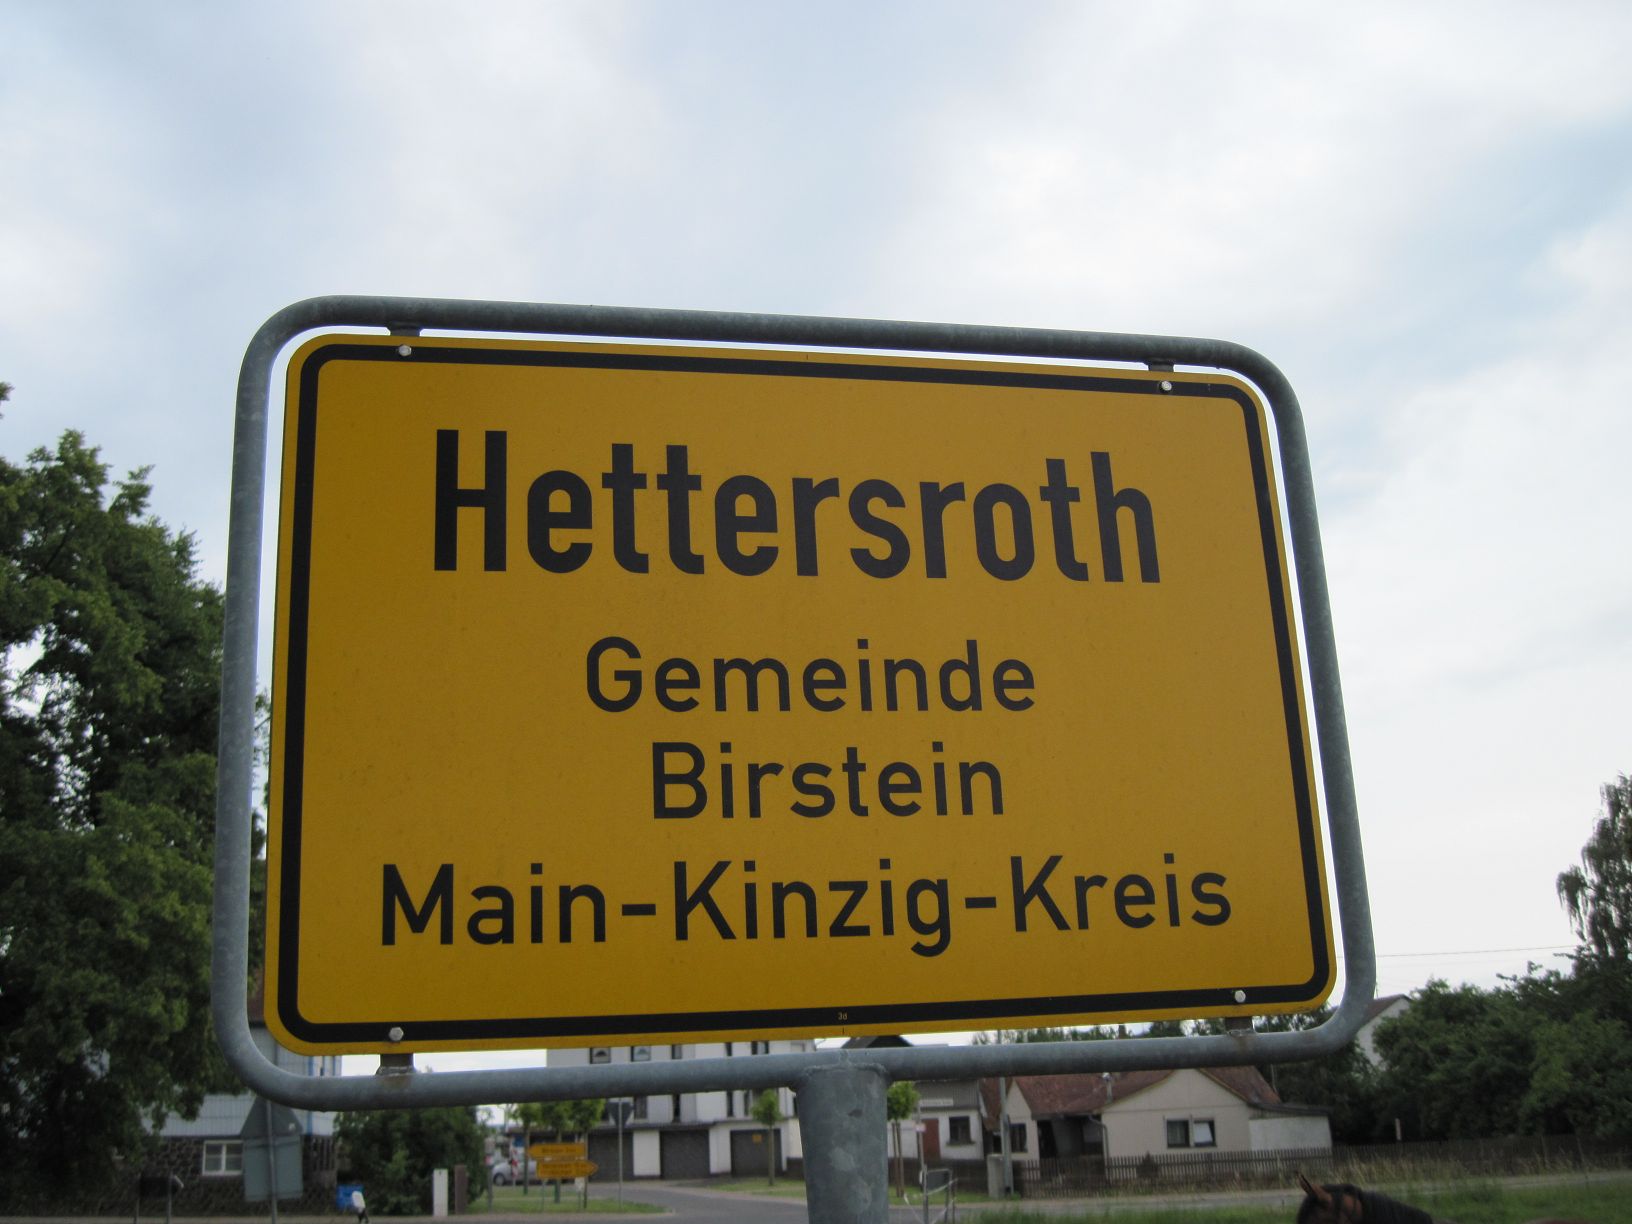 Hettersroth
Gemeinde
Birstein
Main-Kinzig-Kreis